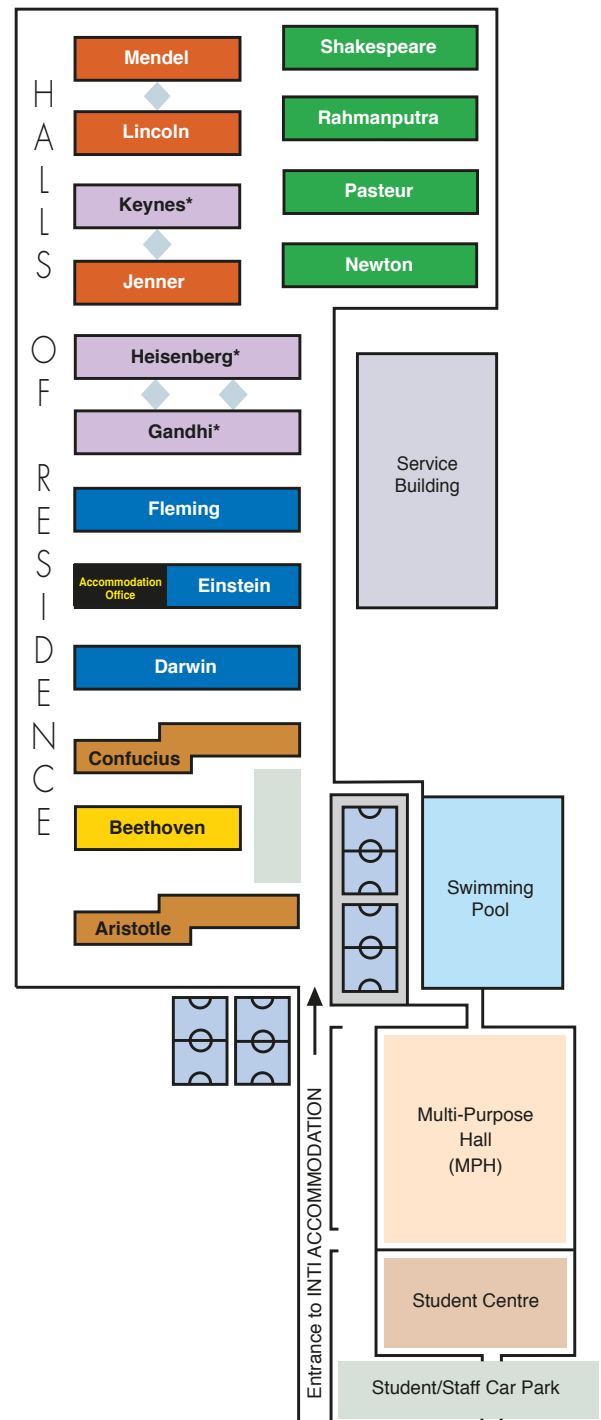 HALLS OF RESIDENCE
Mendel
Lincoln
Keynes*
Jenner
Heisenberg*
Gandhi*
Fleming
Accommodation
Office
Einstein
Darwin
Confucius
Beethoven
Aristotle
Shakespeare
Rahmanputra
Pasteur
Newton
Service
Building
Swimming
Pool
Entrance to INTI ACCOMMODATION
Multi-Purpose
Hall
(MPH)
Student Centre
Student/Staff Car Park